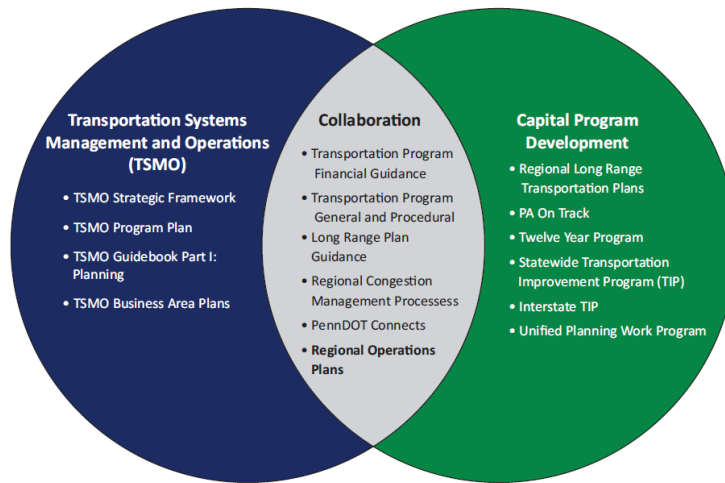 Transportation Systems
Management and Operations
(TSMO)
• TSMO Strategic Framework
• TSMO Program Plan
• TSMO Guidebook Part I:
Planning
• TSMO Business Area Plans
Collaboration
• Transportation Program
Financial Guidance
• Transportation Program
General and Procedural
• Long Range Plan
Guidance
• Regional Congestion
Management Processess
• PennDOT Connects
• Regional Operations
Plans
Capital Program
Development
• Regional Long Range
Transportation Plans
• PA On Track
• Twelve Year Program
• Statewide Transportation
Improvement Program (TIP)
• Interstate TIP
• Unified Planning Work Program